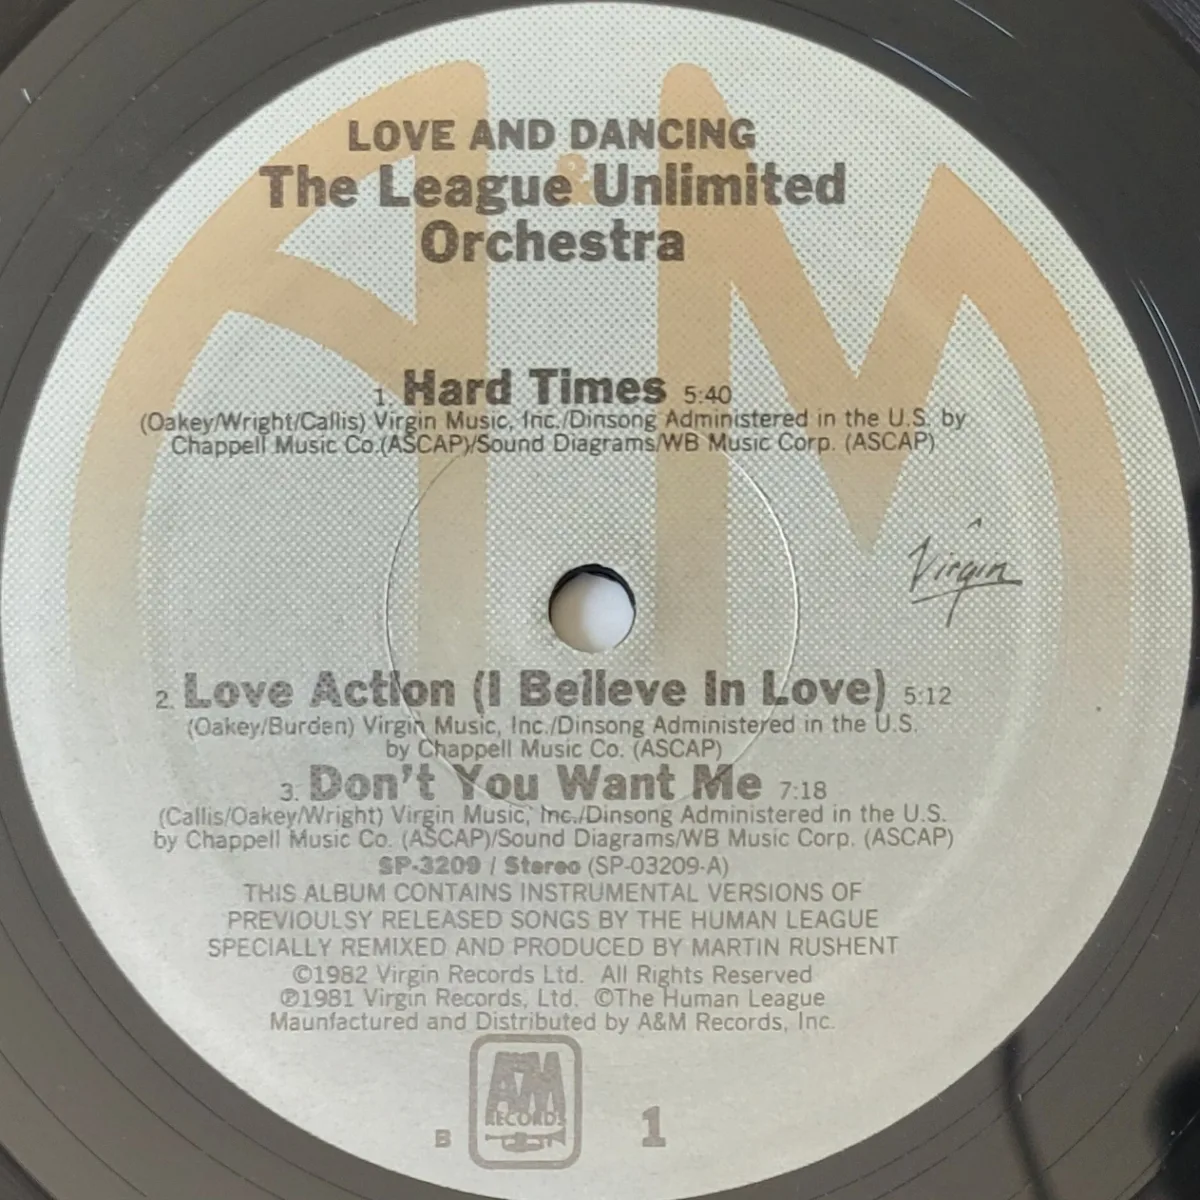 LOVE AND DANCING
The League Unlimited
Orchestra
&
1. Hard Times 5:40
(Oakey/Wright/Callis) Virgin Music, Inc./Dinsong Administered in the U.S. by
Chappell Music Co.(ASCAP)/Sound Diagrams/WB Music Corp. (ASCAP)
Virgin
2. Love Action (I Believe In Love) 5:12
(Oakey/Burden) Virgin Music, Inc./Dinsong Administered in the U.S.
by Chappell Music Co. (ASCAP)
3. Don't You Want Me 7:18
(Callis/Oakey/Wright) Virgin Music, Inc./Dinsong Administered in the U.S.
by Chappell Music Co. (ASCAP)/Sound Diagrams/WB Music Corp. (ASCAP)
SP-3209 / Stereo (SP-03209-A)
THIS ALBUM CONTAINS INSTRUMENTAL VERSIONS OF
PREVIOULSY RELEASED SONGS BY THE HUMAN LEAGUE
SPECIALLY REMIXED AND PRODUCED BY MARTIN RUSHENT
©1982 Virgin Records Ltd. All Rights Reserved
℗1981 Virgin Records, Ltd. ©The Human League
Maunfactured and Distributed by A&M Records, Inc.
A&M
RECORDS
B 1